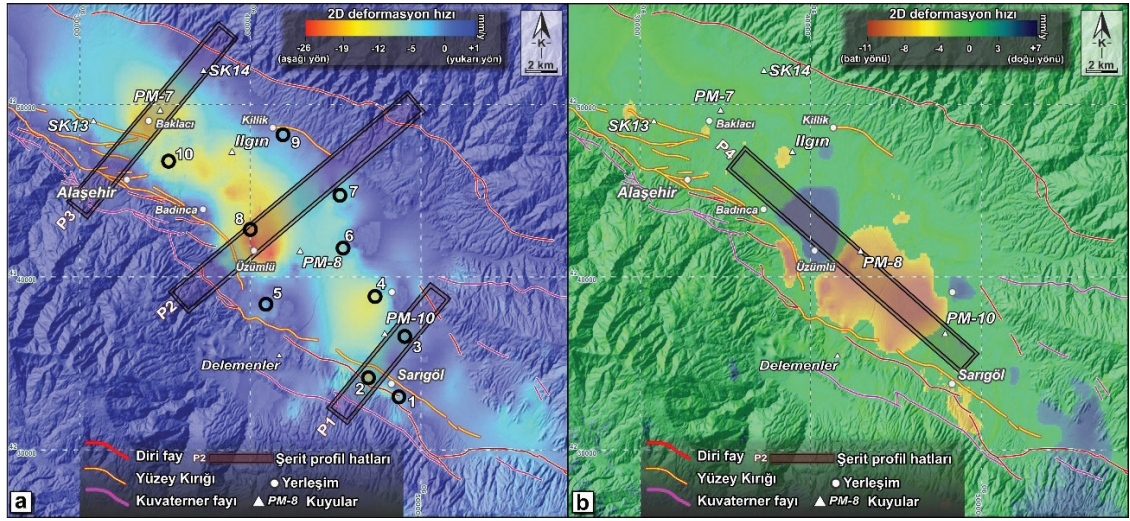 2D deformasyon hızı
mm/y
-26
-19
-12
-6
+1
(aşağı yön)
(yukarı yön)
K
2 km
SK14
PM-7
SK13
Baklacı
Killik
Ilgın
9
10
Alaşehir
P3
Badınca
7
8
6
Üzümlü
PM-8
P2
5
4
PM-10
3
Delemenler
2
Sarıgöl
1
P1
Diri fay
P2
Şerit profil hatları
Yüzey Kırığı
Yerleşim
Kuvaterner fayı
PM-8
Kuyular
a
2D deformasyon hızı
mm/y
-11
-8
-4
+3
+7
(batı yönü)
(doğu yönü)
K
2 km
SK14
PM-7
SK13
Baklacı
Killik
Ilgın
P4
Alaşehir
Badınca
Üzümlü
PM-8
PM-10
Delemenler
Sarıgöl
Diri fay
P2
Şerit profil hatları
Yüzey Kırığı
Yerleşim
Kuvaterner fayı
PM-8
Kuyular
b